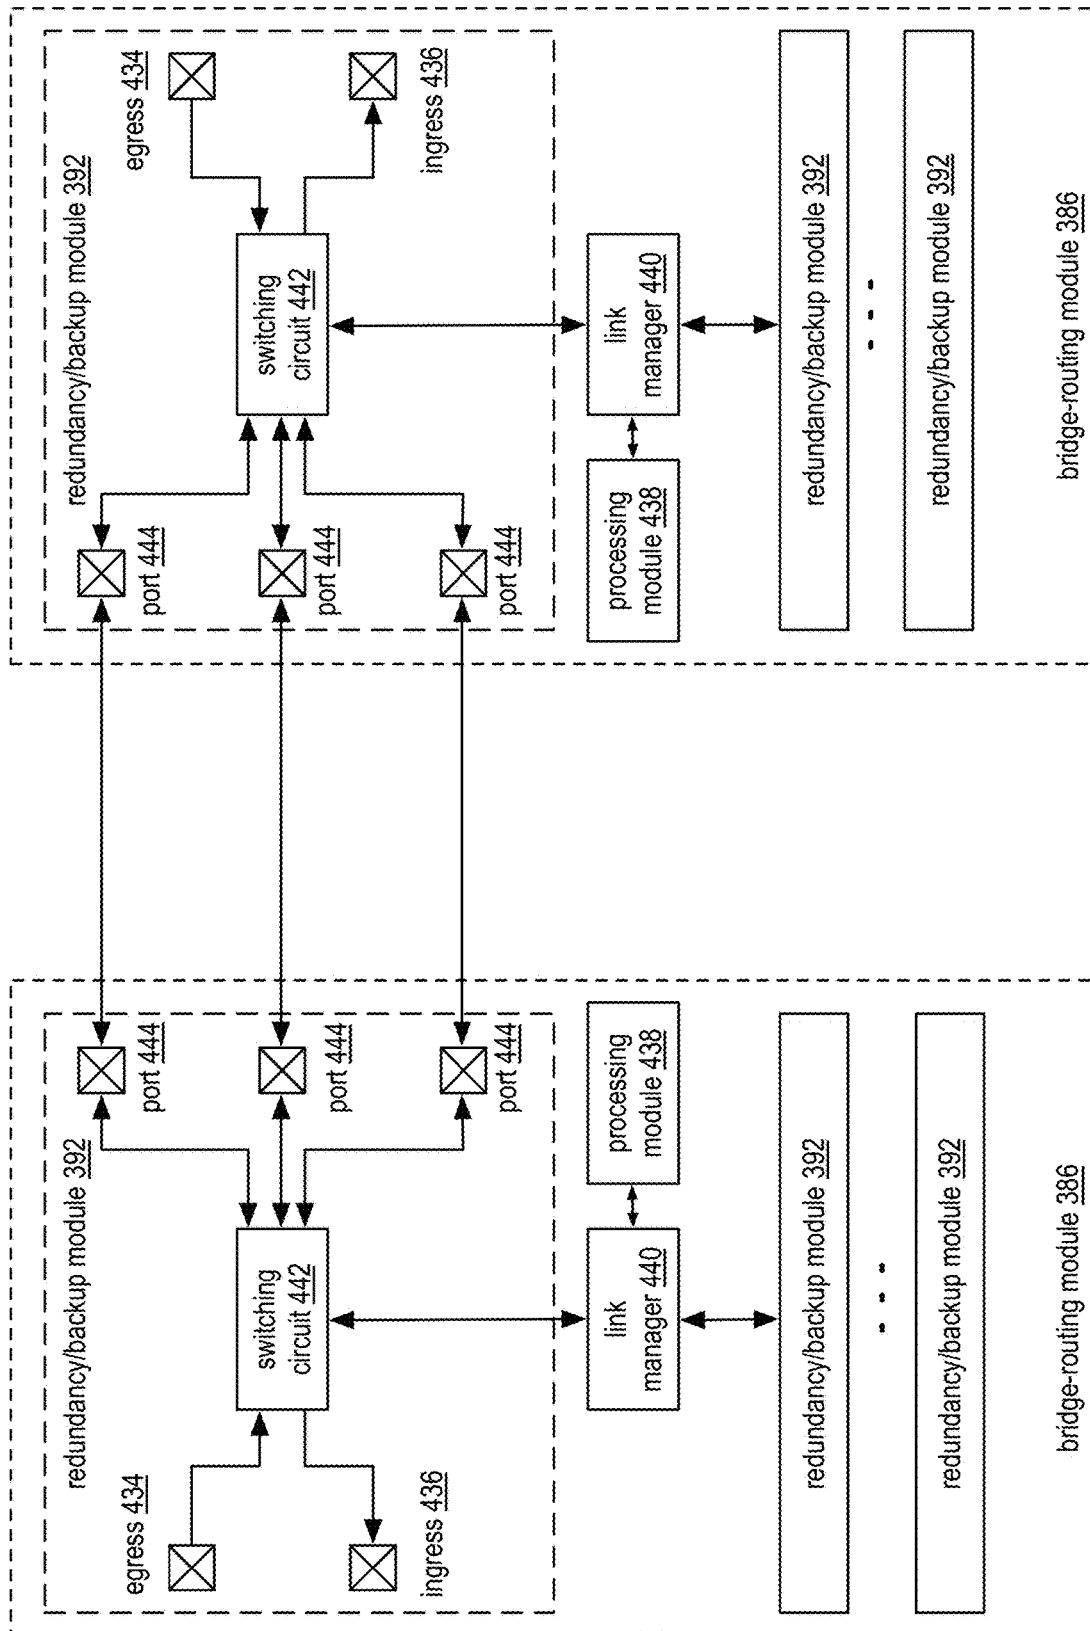 redundancy/backup module 392
redundancy/backup module 392
egress 434
port 444
port 444
egress 434
switching
circuit 442
port 444
port 444
switching
circuit 442
ingress 436
port 444
port 444
ingress 436
link
manager 440
processing
module 438
processing
module 438
link
manager 440
redundancy/backup module 392
redundancy/backup module 392
redundancy/backup module 392
redundancy/backup module 392
bridge-routing module 386
bridge-routing module 386